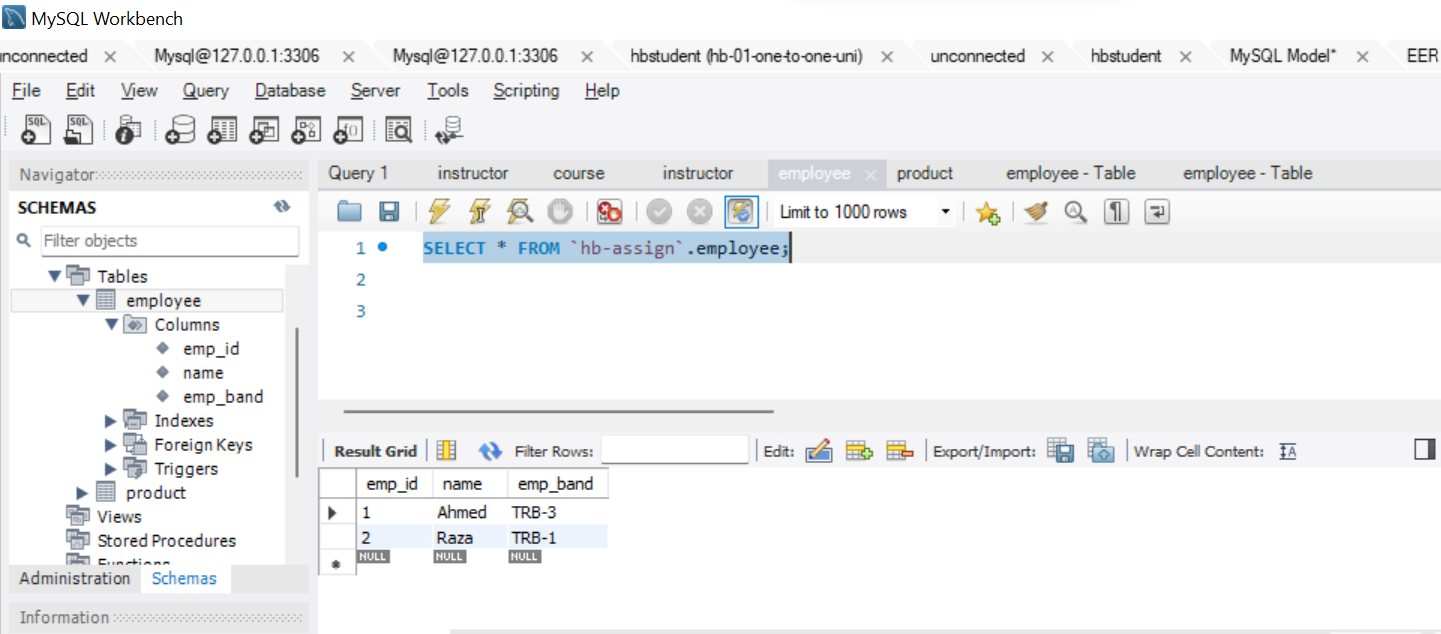 MySQL Workbench
unconnected Mysql@127.0.0.1:3306 Mysql@127.0.0.1:3306 hbstudent (hb-01-one-to-one-uni) unconnected hbstudent MySQL Model* EER
File Edit View Query Database Server Tools Scripting Help
SQL SQL
Navigator Query 1 instructor course instructor employee product employee - Table employee - Table
SCHEMAS
Limit to 1000 rows
Filter objects
1 SELECT * FROM `hb-assign`.employee;
2
3
Tables
employee
Columns
emp_id
name
emp_band
Indexes
Foreign Keys
Triggers
product
Views
Stored Procedures
Functions
Administration Schemas
Information
Result Grid Filter Rows: Edit: Export/Import: Wrap Cell Content: IA
emp_id name emp_band
1 Ahmed TRB-3
2 Raza TRB-1
NULL NULL NULL